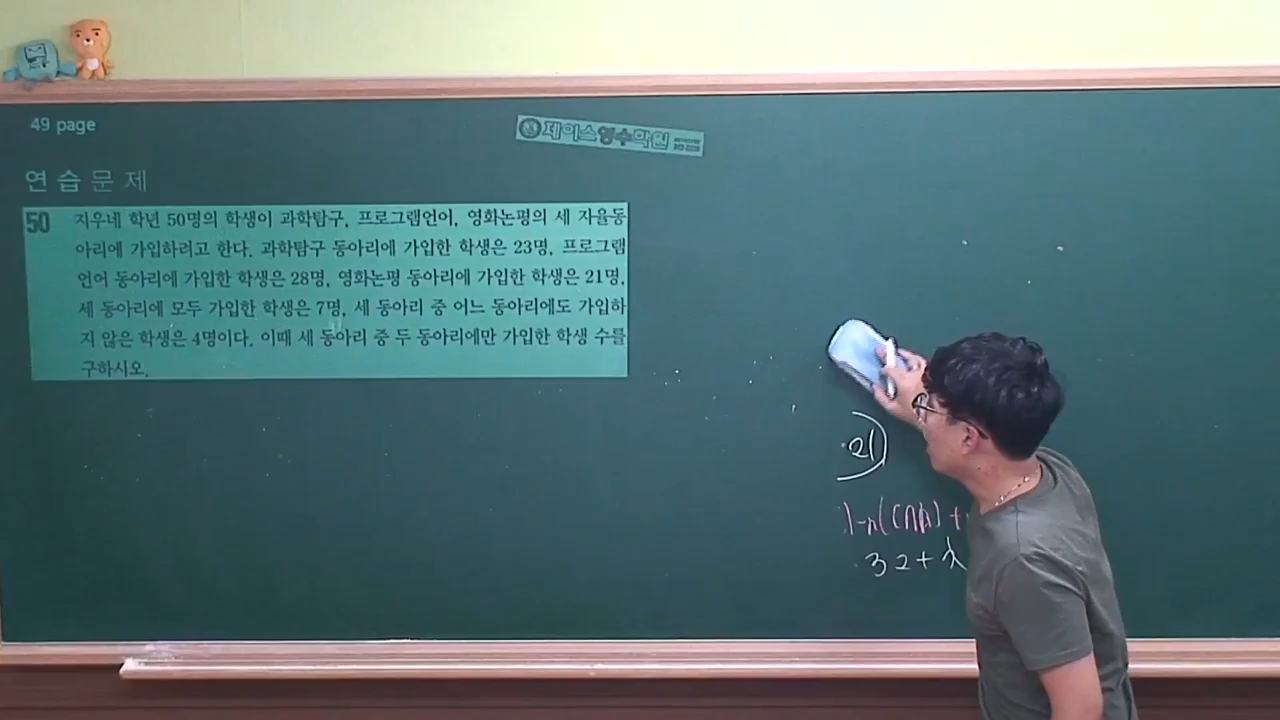 49 page
제이스영수학원
연습문제
50 지우네 학년 50명의 학생이 과학탐구, 프로그램언어, 영화논평의 세 자율동
아리에 가입하려고 한다. 과학탐구 동아리에 가입한 학생은 23명, 프로그램
언어 동아리에 가입한 학생은 28명, 영화논평 동아리에 가입한 학생은 21명,
세 동아리에 모두 가입한 학생은 7명, 세 동아리 중 어느 동아리에도 가입하
지 않은 학생은 4명이다. 이때 세 동아리 중 두 동아리에만 가입한 학생 수를
구하시오.
21)
)-n(C∩A)+
32+